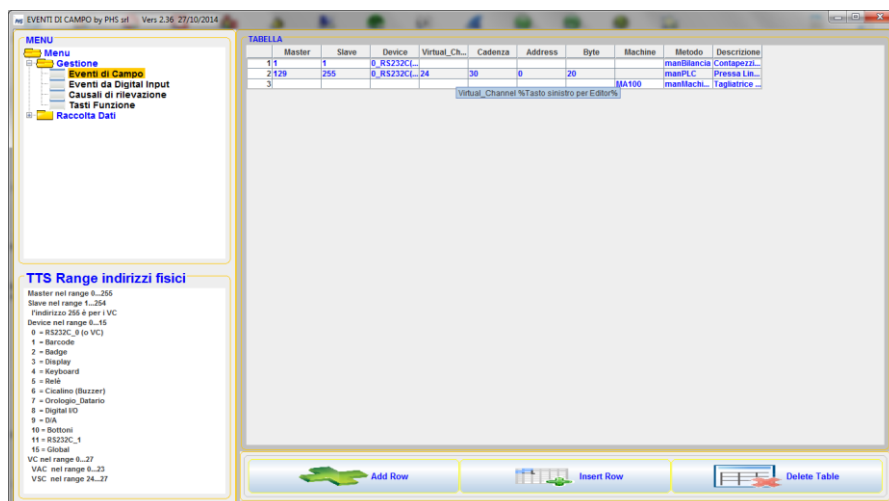 EVENTI DI CAMPO by PHS srl Vers 2.36 27/10/2014
MENU
Menu
Gestione
Eventi di Campo
Eventi da Digital Input
Causali di rilevazione
Tasti Funzione
Raccolta Dati
TTS Range indirizzi fisici
Master nel range 0...255
Slave nel range 1...254
l'indirizzo 255 è per i VC
Device nel range 0...15
0 = RS232C_0 (o VC)
1 = Barcode
2 = Badge
3 = Display
4 = Keyboard
5 = Relè
6 = Cicalino (Buzzer)
7 = Orologio_Datario
8 = Digital I/O
9 = D/A
10 = Bottoni
11 = RS232C_1
15 = Global
VC nel range 0...27
VAC nel range 0...23
VSC nel range 24...27
TABELLA
Master Slave Device Virtual_Ch... Cadenza Address Byte Machine Metodo Descrizione
1 1 1 0_RS232C(... manBilancia Contapezzi...
2 129 255 0_RS232C(... 24 30 0 20 manPLC Pressa Lin...
3 MA100 manMachi... Tagliatrice ...
Virtual_Channel %Tasto sinistro per Editor%
Add Row Insert Row Delete Table